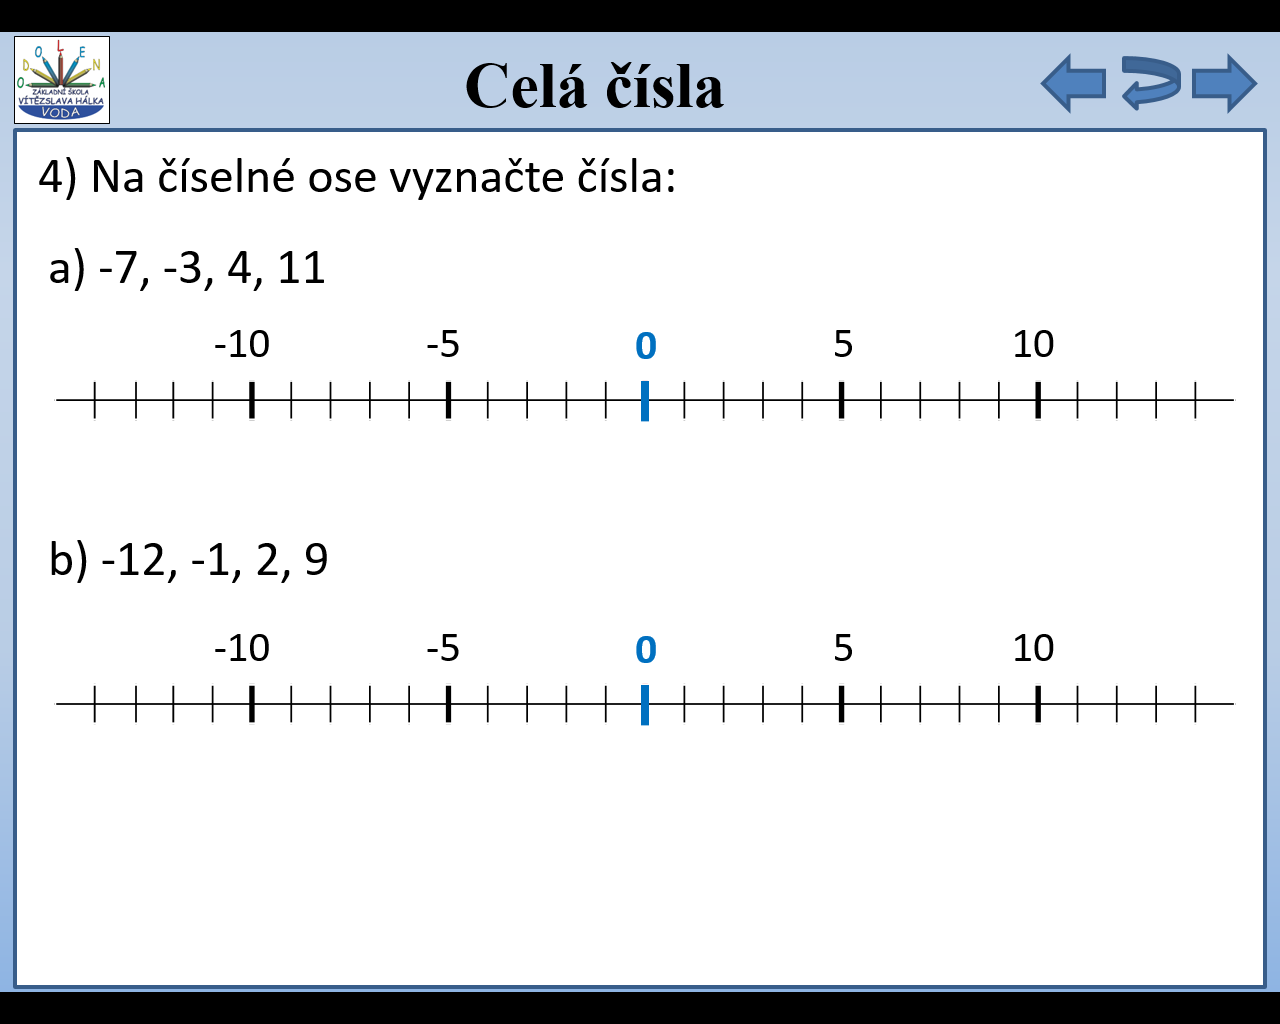 O D O L E N A
ZÁKLADNÍ ŠKOLA
VÍTĚZSLAVA HÁLKA
VODA
Celá čísla
4) Na číselné ose vyznačte čísla:
a) -7, -3, 4, 11
-10 -5 0 5 10
b) -12, -1, 2, 9
-10 -5 0 5 10